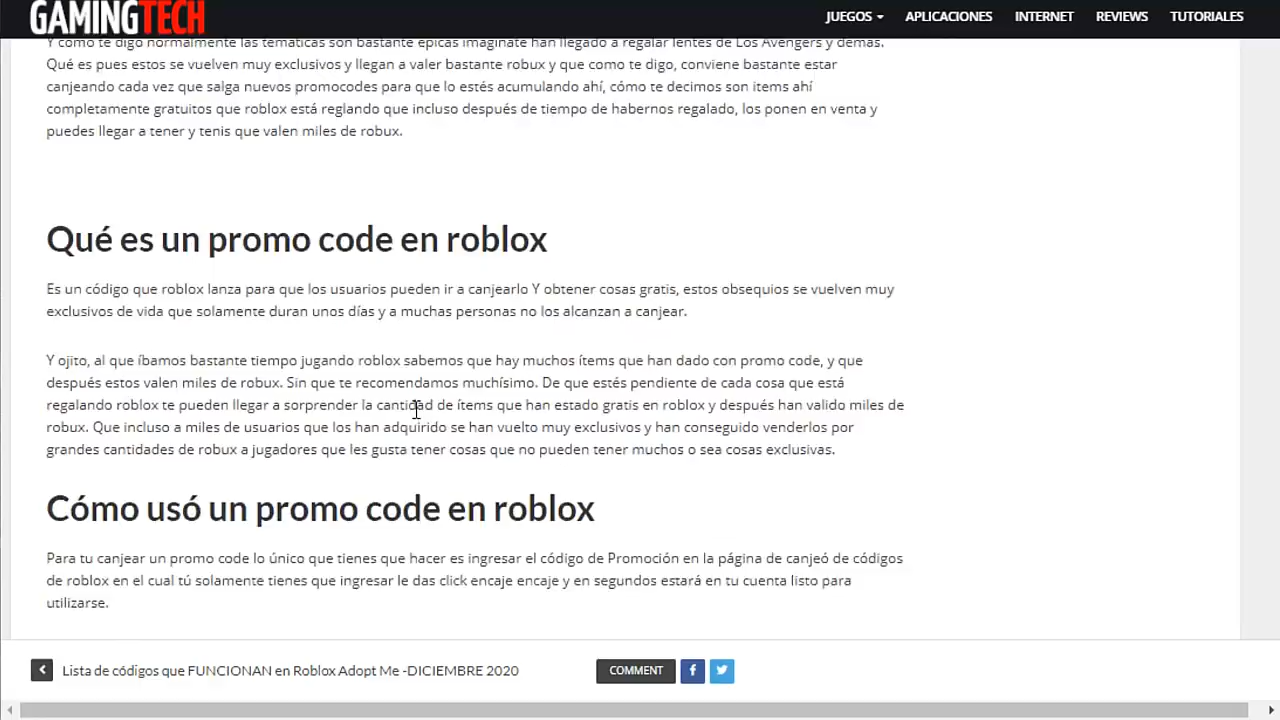 GAMINGTECH
JUEGOS
APLICACIONES
INTERNET
REVIEWS
TUTORIALES
Y como te digo normalmente las temáticas son bastante épicas imagínate han llegado a regalar lentes de Los Avengers y demás.
Qué es pues estos se vuelven muy exclusivos y llegan a valer bastante robux y que como te digo, conviene bastante estar
canjeando cada vez que salga nuevos promocodes para que lo estés acumulando ahí, cómo te decimos son items ahí
completamente gratuitos que roblox está reglando que incluso después de tiempo de habernos regalado, los ponen en venta y
puedes llegar a tener y tenis que valen miles de robux.
Qué es un promo code en roblox
Es un código que roblox lanza para que los usuarios pueden ir a canjearlo Y obtener cosas gratis, estos obsequios se vuelven muy
exclusivos de vida que solamente duran unos días y a muchas personas no los alcanzan a canjear.
Y ojito, al que íbamos bastante tiempo jugando roblox sabemos que hay muchos ítems que han dado con promo code, y que
después estos valen miles de robux. Sin que te recomendamos muchísimo. De que estés pendiente de cada cosa que está
regalando roblox te pueden llegar a sorprender la cantidad de ítems que han estado gratis en roblox y después han valido miles de
robux. Que incluso a miles de usuarios que los han adquirido se han vuelto muy exclusivos y han conseguido venderlos por
grandes cantidades de robux a jugadores que les gusta tener cosas que no pueden tener muchos o sea cosas exclusivas.
Cómo usó un promo code en roblox
Para tu canjear un promo code lo único que tienes que hacer es ingresar el código de Promoción en la página de canjeó de códigos
de roblox en el cual tú solamente tienes que ingresar le das click encaje encaje y en segundos estará en tu cuenta listo para
utilizarse.
Lista de códigos que FUNCIONAN en Roblox Adopt Me -DICIEMBRE 2020
COMMENT